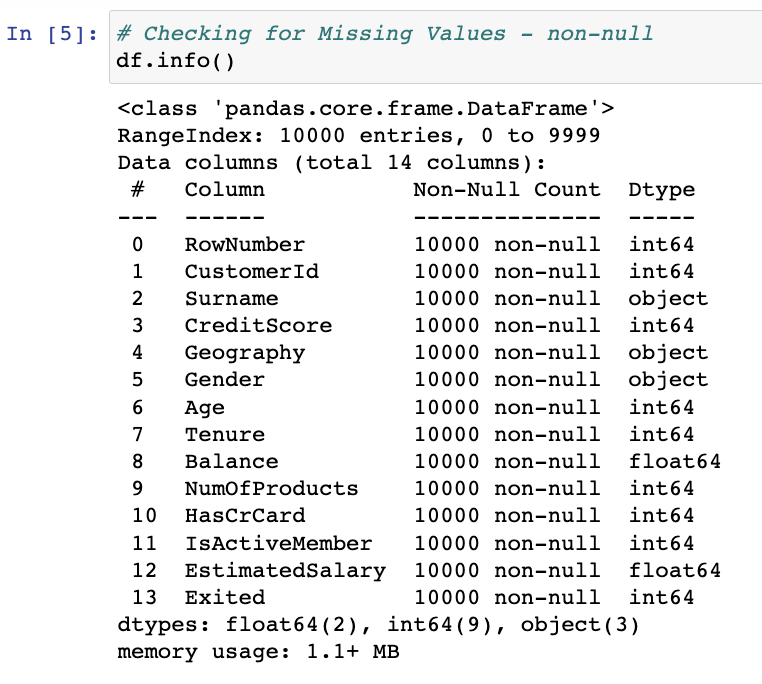 In [5]: # Checking for Missing Values - non-null
df.info()
<class 'pandas.core.frame.DataFrame'>
RangeIndex: 10000 entries, 0 to 9999
Data columns (total 14 columns):
 #   Column           Non-Null Count  Dtype
---  ------           --------------  -----
 0   RowNumber        10000 non-null  int64
 1   CustomerId       10000 non-null  int64
 2   Surname          10000 non-null  object
 3   CreditScore      10000 non-null  int64
 4   Geography        10000 non-null  object
 5   Gender           10000 non-null  object
 6   Age              10000 non-null  int64
 7   Tenure           10000 non-null  int64
 8   Balance          10000 non-null  float64
 9   NumOfProducts    10000 non-null  int64
 10  HasCrCard        10000 non-null  int64
 11  IsActiveMember   10000 non-null  int64
 12  EstimatedSalary  10000 non-null  float64
 13  Exited           10000 non-null  int64
dtypes: float64(2), int64(9), object(3)
memory usage: 1.1+ MB